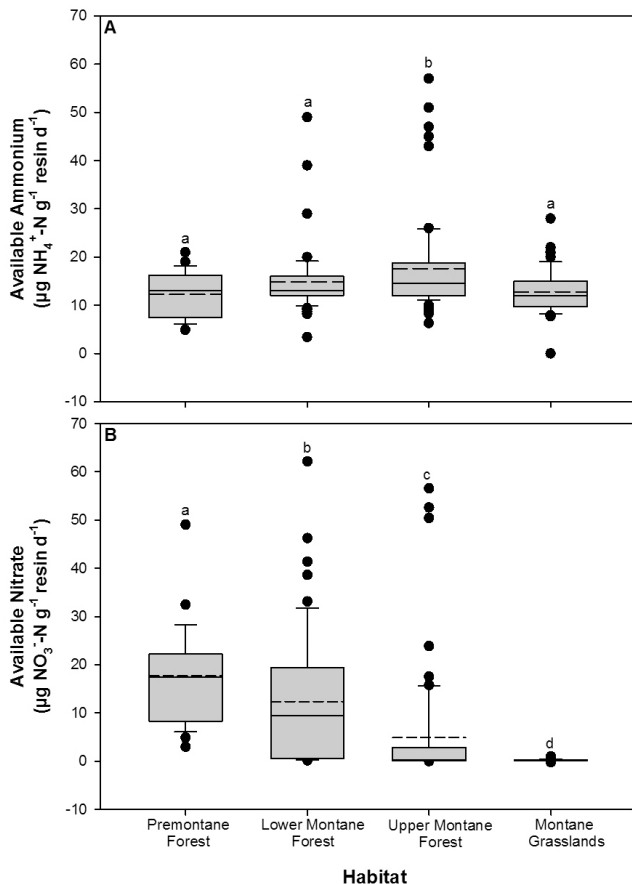 A
70
60
50
40
30
20
10
0
-10
Available Ammonium
(µg NH₄⁺-N g⁻¹ resin d⁻¹)
a
a
b
a
B
70
60
50
40
30
20
10
0
-10
Available Nitrate
(µg NO₃⁻-N g⁻¹ resin d⁻¹)
a
b
c
d
Premontane
Forest
Lower Montane
Forest
Upper Montane
Forest
Montane
Grasslands
Habitat